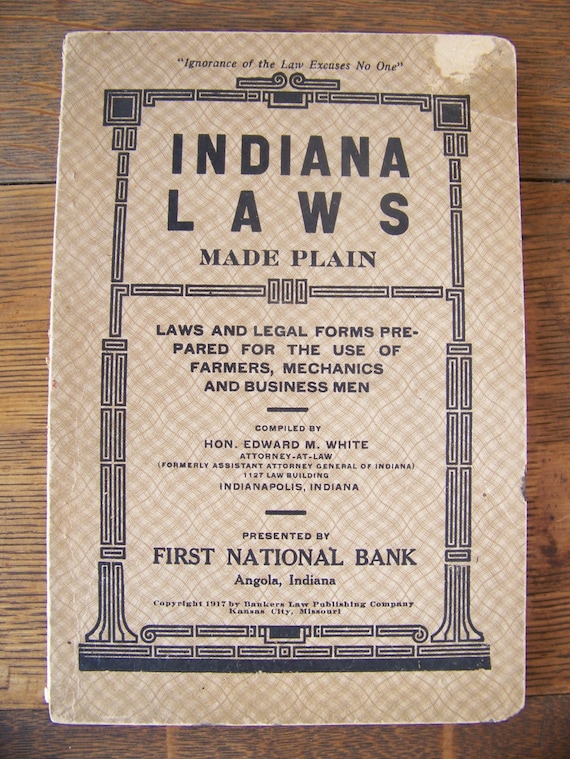 "Ignorance of the Law Excuses No One"
INDIANA
LAWS
MADE PLAIN
LAWS AND LEGAL FORMS PRE-
PARED FOR THE USE OF
FARMERS, MECHANICS
AND BUSINESS MEN
COMPILED BY
HON. EDWARD M. WHITE
ATTORNEY-AT-LAW
(FORMERLY ASSISTANT ATTORNEY GENERAL OF INDIANA)
1127 LAW BUILDING
INDIANAPOLIS, INDIANA
PRESENTED BY
FIRST NATIONAL BANK
Angola, Indiana
Copyright 1917 by Bankers Law Publishing Company
Kansas City, Missouri